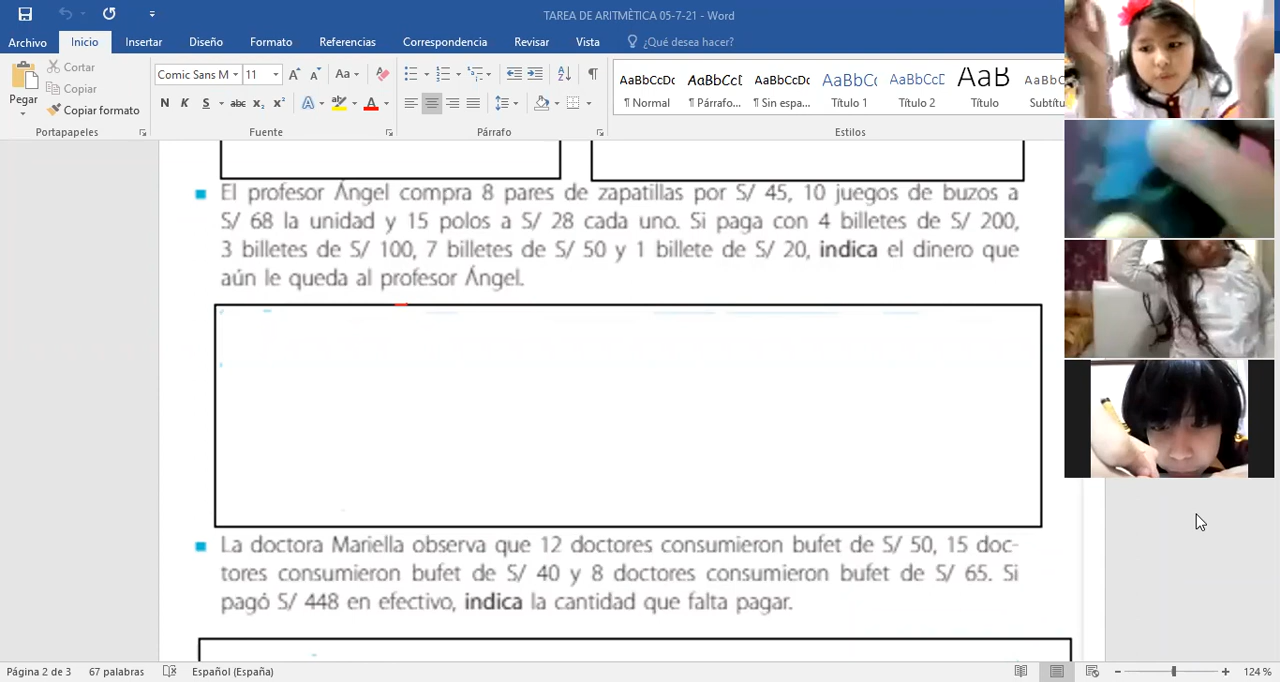 TAREA DE ARITMÈTICA 05-7-21 - Word
Archivo Inicio Insertar Diseño Formato Referencias Correspondencia Revisar Vista ¿Qué desea hacer?
Pegar
Cortar
Copiar
Copiar formato
Portapapeles
Comic Sans M 11
N K S abc x₂ x²
Fuente
Párrafo
AaBbCcDc AaBbCcD AaBbCcDc AaBbCc AaBbCcD AaB AaBbC
¶ Normal ¶ Párrafo... ¶ Sin espa... Título 1 Título 2 Título Subtítu
Estilos
El profesor Ángel compra 8 pares de zapatillas por S/ 45, 10 juegos de buzos a
S/ 68 la unidad y 15 polos a S/ 28 cada uno. Si paga con 4 billetes de S/ 200,
3 billetes de S/ 100, 7 billetes de S/ 50 y 1 billete de S/ 20, indica el dinero que
aún le queda al profesor Ángel.
La doctora Mariella observa que 12 doctores consumieron bufet de S/ 50, 15 doc-
tores consumieron bufet de S/ 40 y 8 doctores consumieron bufet de S/ 65. Si
pagó S/ 448 en efectivo, indica la cantidad que falta pagar.
Página 2 de 3 67 palabras Español (España) 124 %